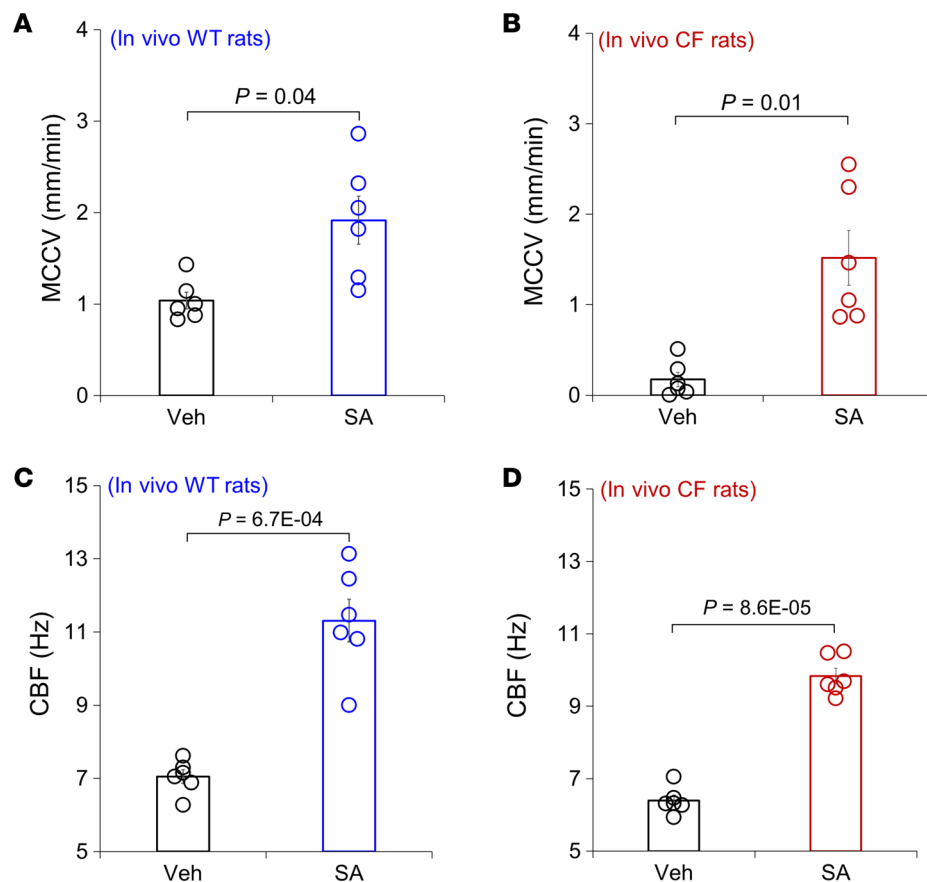 A
(In vivo WT rats)
P = 0.04
MCCV (mm/min)
4
3
2
1
0
Veh
SA
B
(In vivo CF rats)
P = 0.01
MCCV (mm/min)
4
3
2
1
0
Veh
SA
C
(In vivo WT rats)
P = 6.7E-04
CBF (Hz)
15
13
11
9
7
5
Veh
SA
D
(In vivo CF rats)
P = 8.6E-05
CBF (Hz)
15
13
11
9
7
5
Veh
SA